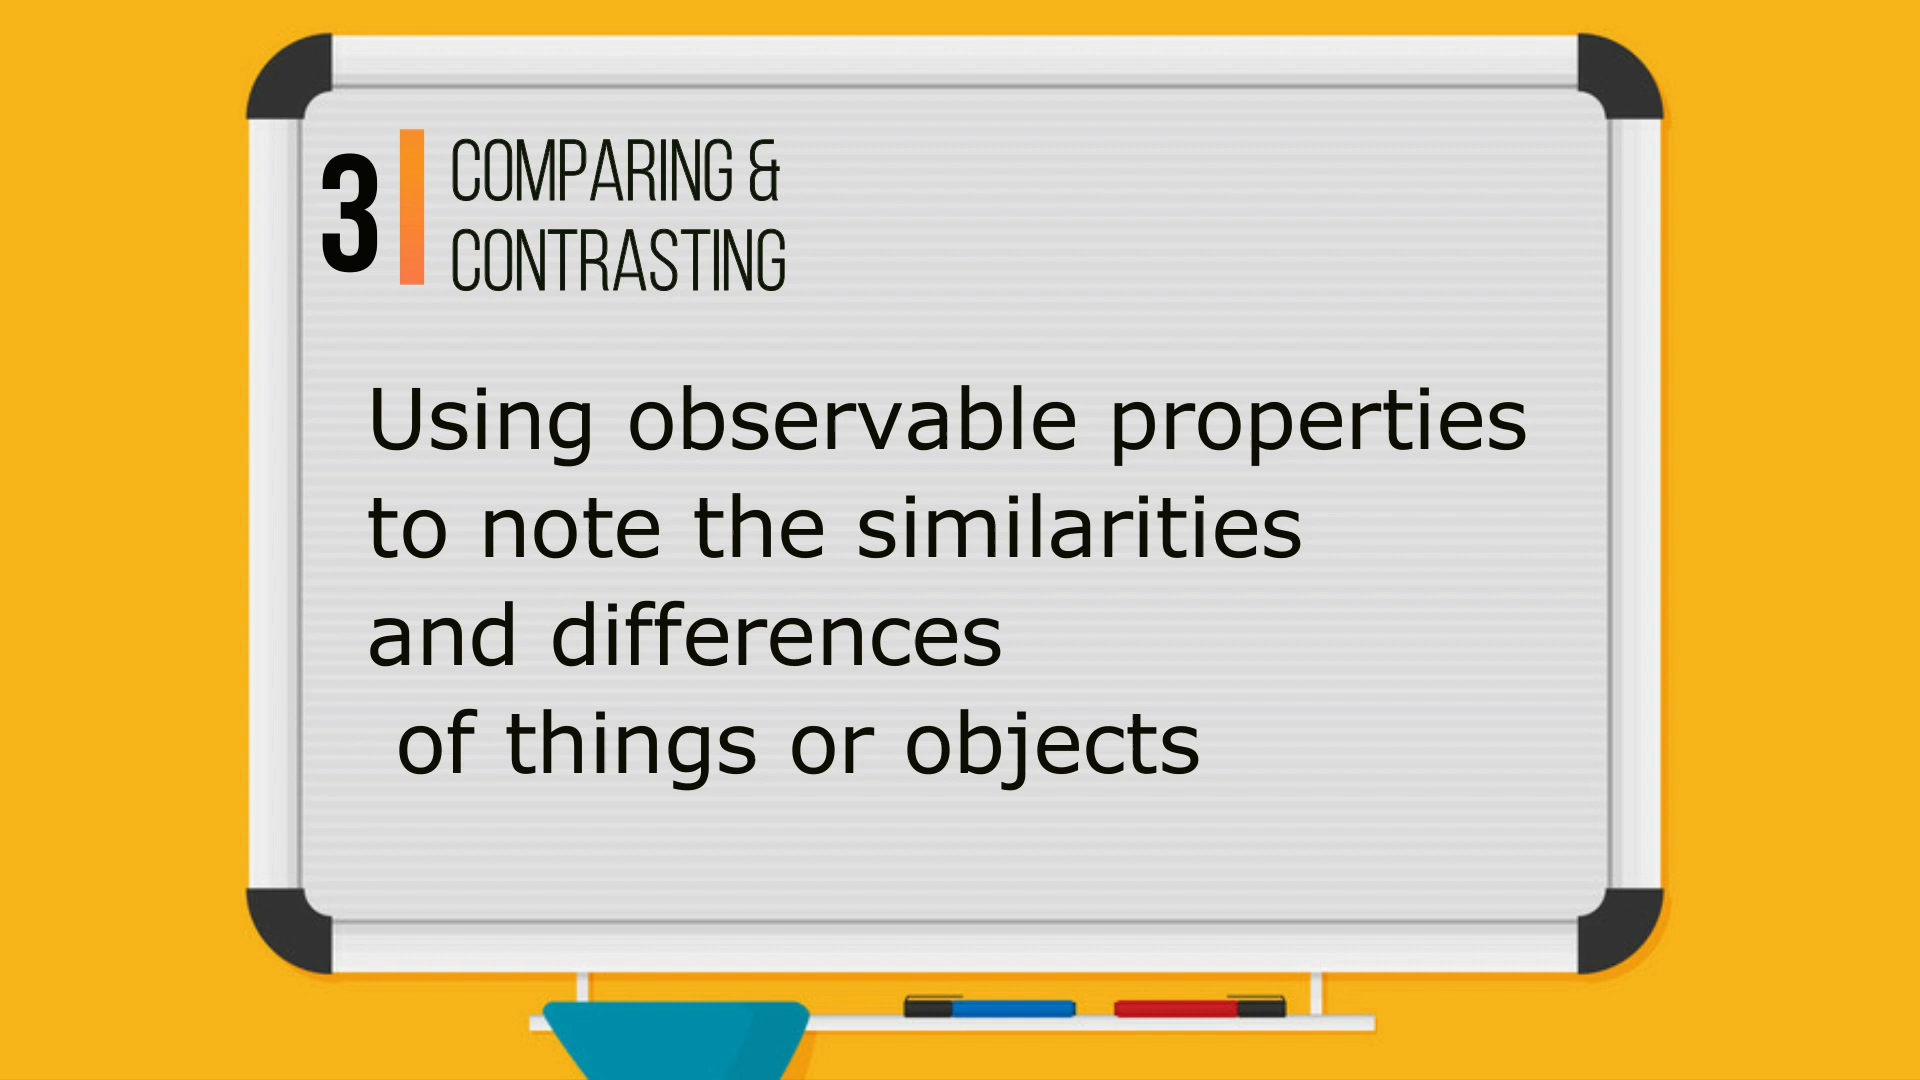 3
COMPARING &
CONTRASTING
Using observable properties
to note the similarities
and differences
of things or objects